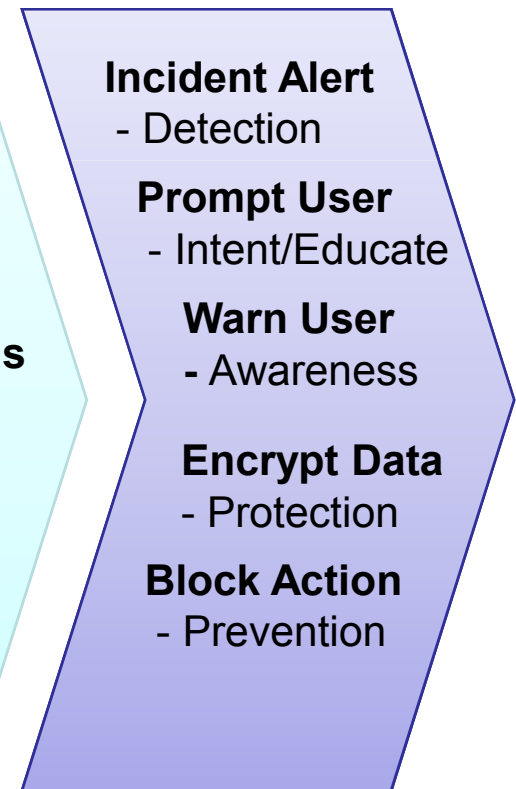 Incident Alert
- Detection
Prompt User
- Intent/Educate
Warn User
s
- Awareness
Encrypt Data
- Protection
Block Action
- Prevention